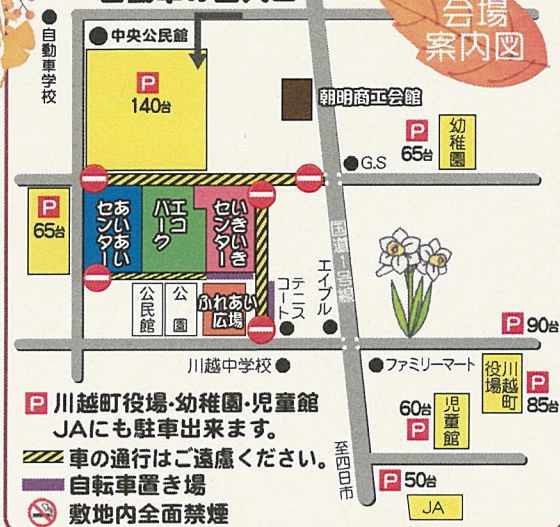 会場
案内図
自動車学校
中央公民館
P
140台
朝明商工会館
P
65台
幼稚園
G.S
P
65台
あいあい
センター
エコ
パーク
いきいき
センター
国道1号線
公民館
公園
ふれあい
広場
テニス
コート
エイブル
P 90台
川越中学校
ファミリーマート
川越町
役場
P
85台
60台
P
児童館
P 川越町役場・幼稚園・児童館
JAにも駐車出来ます。
車の通行はご遠慮ください。
自転車置き場
敷地内全面禁煙
至四日市
P 50台
JA